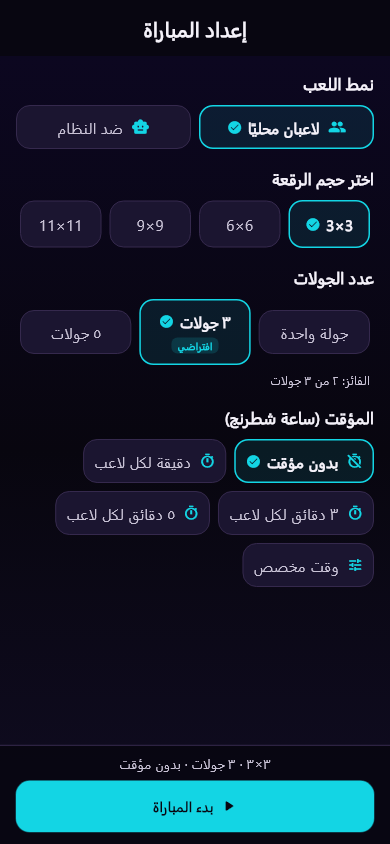 إعداد المباراة
نمط اللعب
لاعبان محليًا
ضد النظام
اختر حجم الرقعة
3×3
6×6
9×9
11×11
عدد الجولات
جولة واحدة
٣ جولات
افتراضي
٥ جولات
الفائز: ٢ من ٣ جولات
المؤقت (ساعة شطرنج)
بدون مؤقت
دقيقة لكل لاعب
٣ دقائق لكل لاعب
٥ دقائق لكل لاعب
وقت مخصص
٣×٣ · ٣ جولات · بدون مؤقت
بدء المباراة